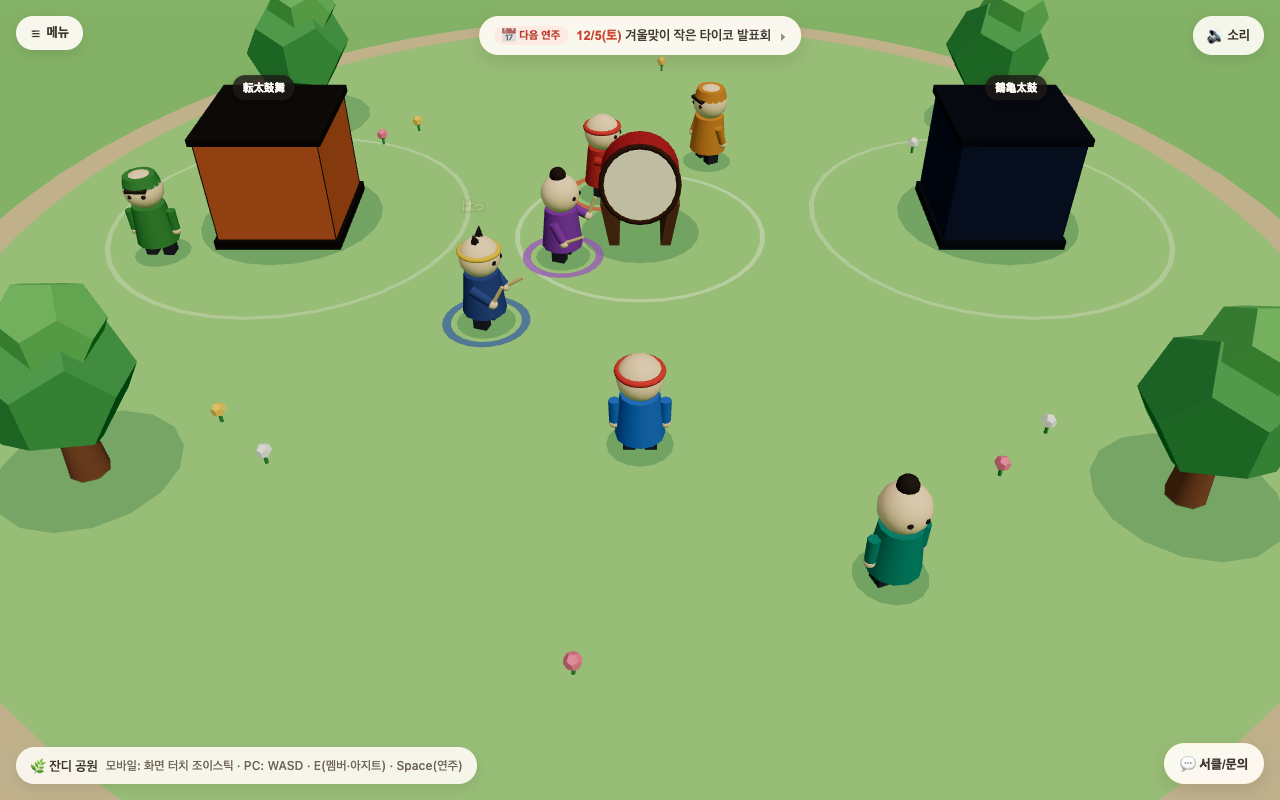 ≡ 메뉴
📅 다음 연주 12/5(토) 겨울맞이 작은 타이코 발표회 ›
🔈 소리
転太鼓舞
鶴亀太鼓
はっ
🌿 잔디 공원 모바일: 화면 터치 조이스틱 · PC: WASD · E(멤버·아지트) · Space(연주)
💬 서클/문의